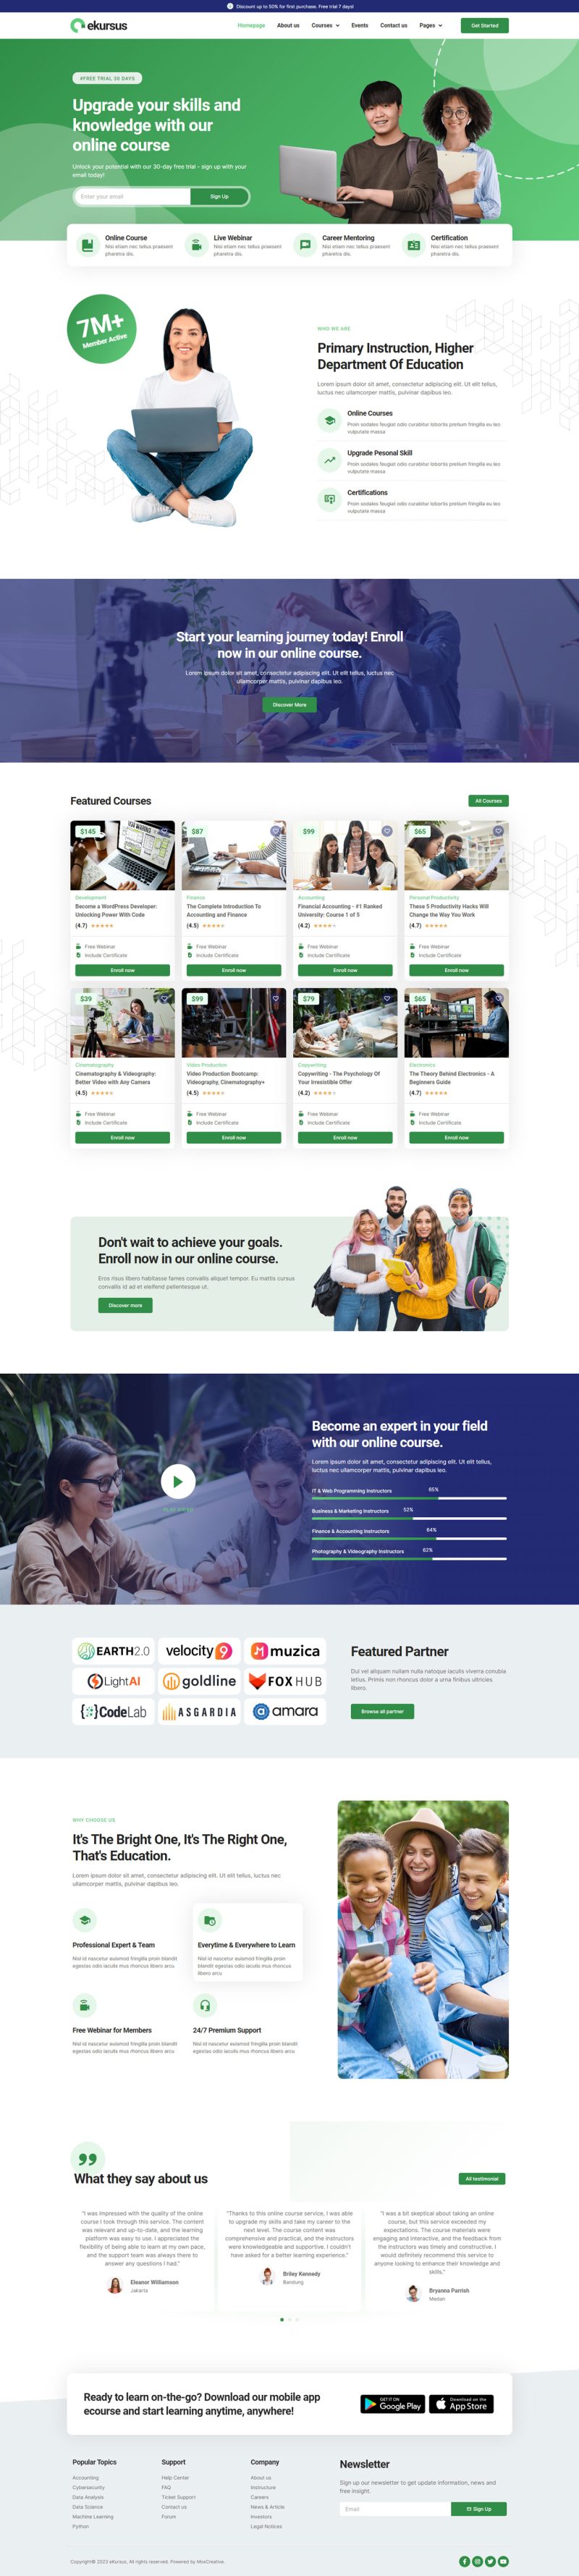 Discount up to 50% for first purchase. Free trial 7 days!
ekursus
Homepage About us Courses Events Contact us Pages Get Started
#FREE TRIAL 30 DAYS
Upgrade your skills and
knowledge with our
online course
Unlock your potential with our 30-day free trial - sign up with your
email today!
Enter your email Sign Up
Online Course
Nisi etiam nec tellus praesent
pharetra dis.
Live Webinar
Nisi etiam nec tellus praesent
pharetra dis.
Career Mentoring
Nisi etiam nec tellus praesent
pharetra dis.
Certification
Nisi etiam nec tellus praesent
pharetra dis.
7M+
Member Active
WHO WE ARE
Primary Instruction, Higher
Department Of Education
Lorem ipsum dolor sit amet, consectetur adipiscing elit. Ut elit tellus,
luctus nec ullamcorper mattis, pulvinar dapibus leo.
Online Courses
Proin sodales feugiat odio curabitur lobortis pretium fringilla eu leo
vulputate massa
Upgrade Pesonal Skill
Proin sodales feugiat odio curabitur lobortis pretium fringilla eu leo
vulputate massa
Certifications
Proin sodales feugiat odio curabitur lobortis pretium fringilla eu leo
vulputate massa
Start your learning journey today! Enroll
now in our online course.
Lorem ipsum dolor sit amet, consectetur adipiscing elit. Ut elit tellus, luctus nec
ullamcorper mattis, pulvinar dapibus leo.
Discover More
Featured Courses
All Courses
$145
Development
Become a WordPress Developer:
Unlocking Power With Code
(4.7)
Free Webinar
Include Certificate
Enroll now
$87
Finance
The Complete Introduction To
Accounting and Finance
(4.5)
Free Webinar
Include Certificate
Enroll now
$99
Accounting
Financial Accounting - #1 Ranked
University: Course 1 of 5
(4.2)
Free Webinar
Include Certificate
Enroll now
$65
Personal Productivity
These 5 Productivity Hacks Will
Change the Way You Work
(4.7)
Free Webinar
Include Certificate
Enroll now
$39
Cinematography
Cinematography & Videography:
Better Video with Any Camera
(4.5)
Free Webinar
Include Certificate
Enroll now
$99
Video Production
Video Production Bootcamp:
Videography, Cinematography+
(4.5)
Free Webinar
Include Certificate
Enroll now
$79
Copywriting
Copywriting - The Psychology Of
Your Irresistible Offer
(4.2)
Free Webinar
Include Certificate
Enroll now
$65
Electronics
The Theory Behind Electronics - A
Beginners Guide
(4.7)
Free Webinar
Include Certificate
Enroll now
Don't wait to achieve your goals.
Enroll now in our online course.
Eros risus libero habitasse fames convallis aliquet tempor. Eu mattis cursus
convallis id ad et eleifend pellentesque ut.
Discover more
PLAY VIDEO
Become an expert in your field
with our online course.
Lorem ipsum dolor sit amet, consectetur adipiscing elit. Ut elit tellus,
luctus nec ullamcorper mattis, pulvinar dapibus leo.
IT & Web Programming Instructors 65%
Business & Marketing Instructors 52%
Finance & Accounting Instructors 64%
Photography & Videography Instructors 62%
EARTH2.0 velocity9 muzica
LightAI goldline FOXHUB
{:}CodeLab ASGARDIA amara
Featured Partner
Dui vel aliquam nullam nulla natoque iaculis viverra conubia
letius. Primis non rhoncus dolor a urna finibus ultricies
libero.
Browse all partner
WHY CHOOSE US
It's The Bright One, It's The Right One,
That's Education.
Lorem ipsum dolor sit amet, consectetur adipiscing elit. Ut elit tellus, luctus nec
ullamcorper mattis, pulvinar dapibus leo.
Professional Expert & Team
Nisl id nascetur euismod fringilla proin blandit
egestas odio iaculis mus rhoncus libero arcu
Everytime & Everywhere to Learn
Nisl id nascetur euismod fringilla proin
blandit egestas odio iaculis mus rhoncus
libero arcu
Free Webinar for Members
Nisl id nascetur euismod fringilla proin blandit
egestas odio iaculis mus rhoncus libero arcu
24/7 Premium Support
Nisl id nascetur euismod fringilla proin blandit
egestas odio iaculis mus rhoncus libero arcu
What they say about us
All testimonial
"I was impressed with the quality of the online
course I took through this service. The content
was relevant and up-to-date, and the learning
platform was easy to use. I appreciated the
flexibility of being able to learn at my own pace,
and the support team was always there to
answer any questions I had."
Eleanor Williamson
Jakarta
"Thanks to this online course service, I was able
to upgrade my skills and take my career to the
next level. The course content was
comprehensive and practical, and the instructors
were knowledgeable and supportive. I couldn't
have asked for a better learning experience."
Briley Kennedy
Bandung
"I was a bit skeptical about taking an online
course, but this service exceeded my
expectations. The course materials were
engaging and interactive, and the feedback from
the instructors was timely and constructive. I
would definitely recommend this service to
anyone looking to enhance their knowledge and
skills."
Bryanna Parrish
Medan
Ready to learn on-the-go? Download our mobile app
ecourse and start learning anytime, anywhere!
GET IT ON
Google Play
Download on the
App Store
Popular Topics
Accounting
Cybersecurity
Data Analysis
Data Science
Machine Learning
Python
Support
Help Center
FAQ
Ticket Support
Contact us
Forum
Company
About us
Instructure
Careers
News & Article
Investors
Legal Notices
Newsletter
Sign up our newsletter to get update information, news and
free insight.
Email Sign Up
Copyright© 2023 eKursus, All rights reserved. Powered by MoxCreative.